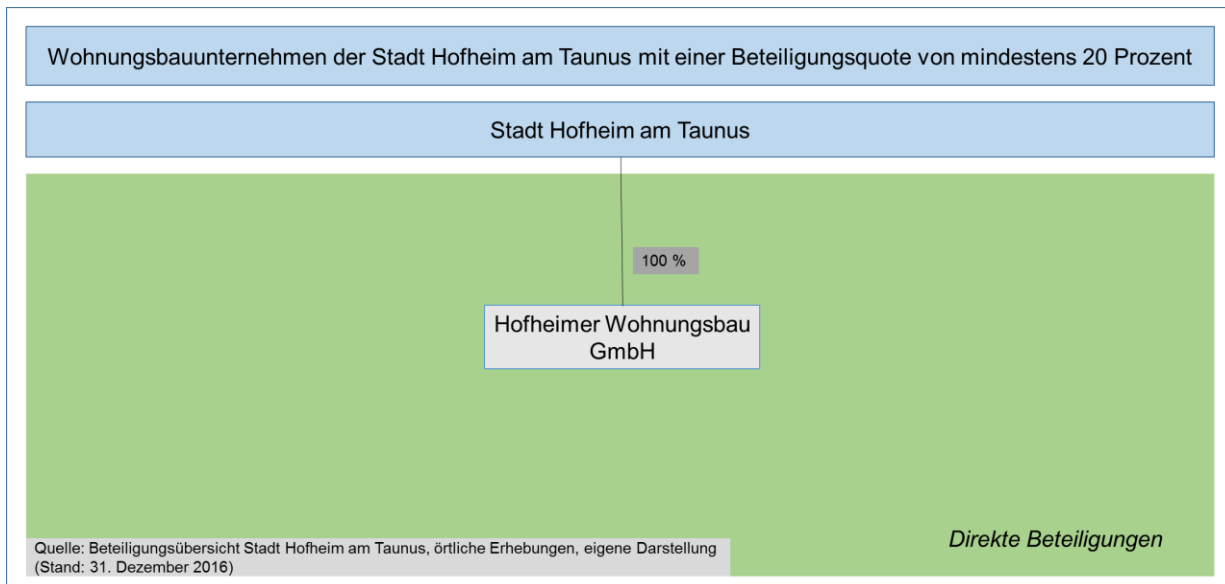 Wohnungsbauunternehmen der Stadt Hofheim am Taunus mit einer Beteiligungsquote von mindestens 20 Prozent
Stadt Hofheim am Taunus
100 %
Hofheimer Wohnungsbau
GmbH
Direkte Beteiligungen
Quelle: Beteiligungsübersicht Stadt Hofheim am Taunus, örtliche Erhebungen, eigene Darstellung
(Stand: 31. Dezember 2016)